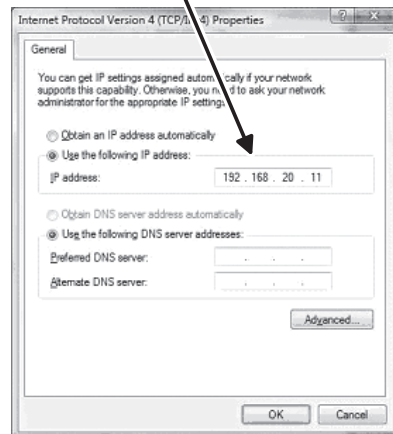 Internet Protocol Version 4 (TCP/IPv4) Properties
General
You can get IP settings assigned automatically if your network
supports this capability. Otherwise, you need to ask your network
administrator for the appropriate IP settings.
Obtain an IP address automatically
Use the following IP address:
IP address: 192 . 168 . 20 . 11
Obtain DNS server address automatically
Use the following DNS server addresses:
Preferred DNS server: . . .
Alternate DNS server: . . .
Advanced...
OK Cancel